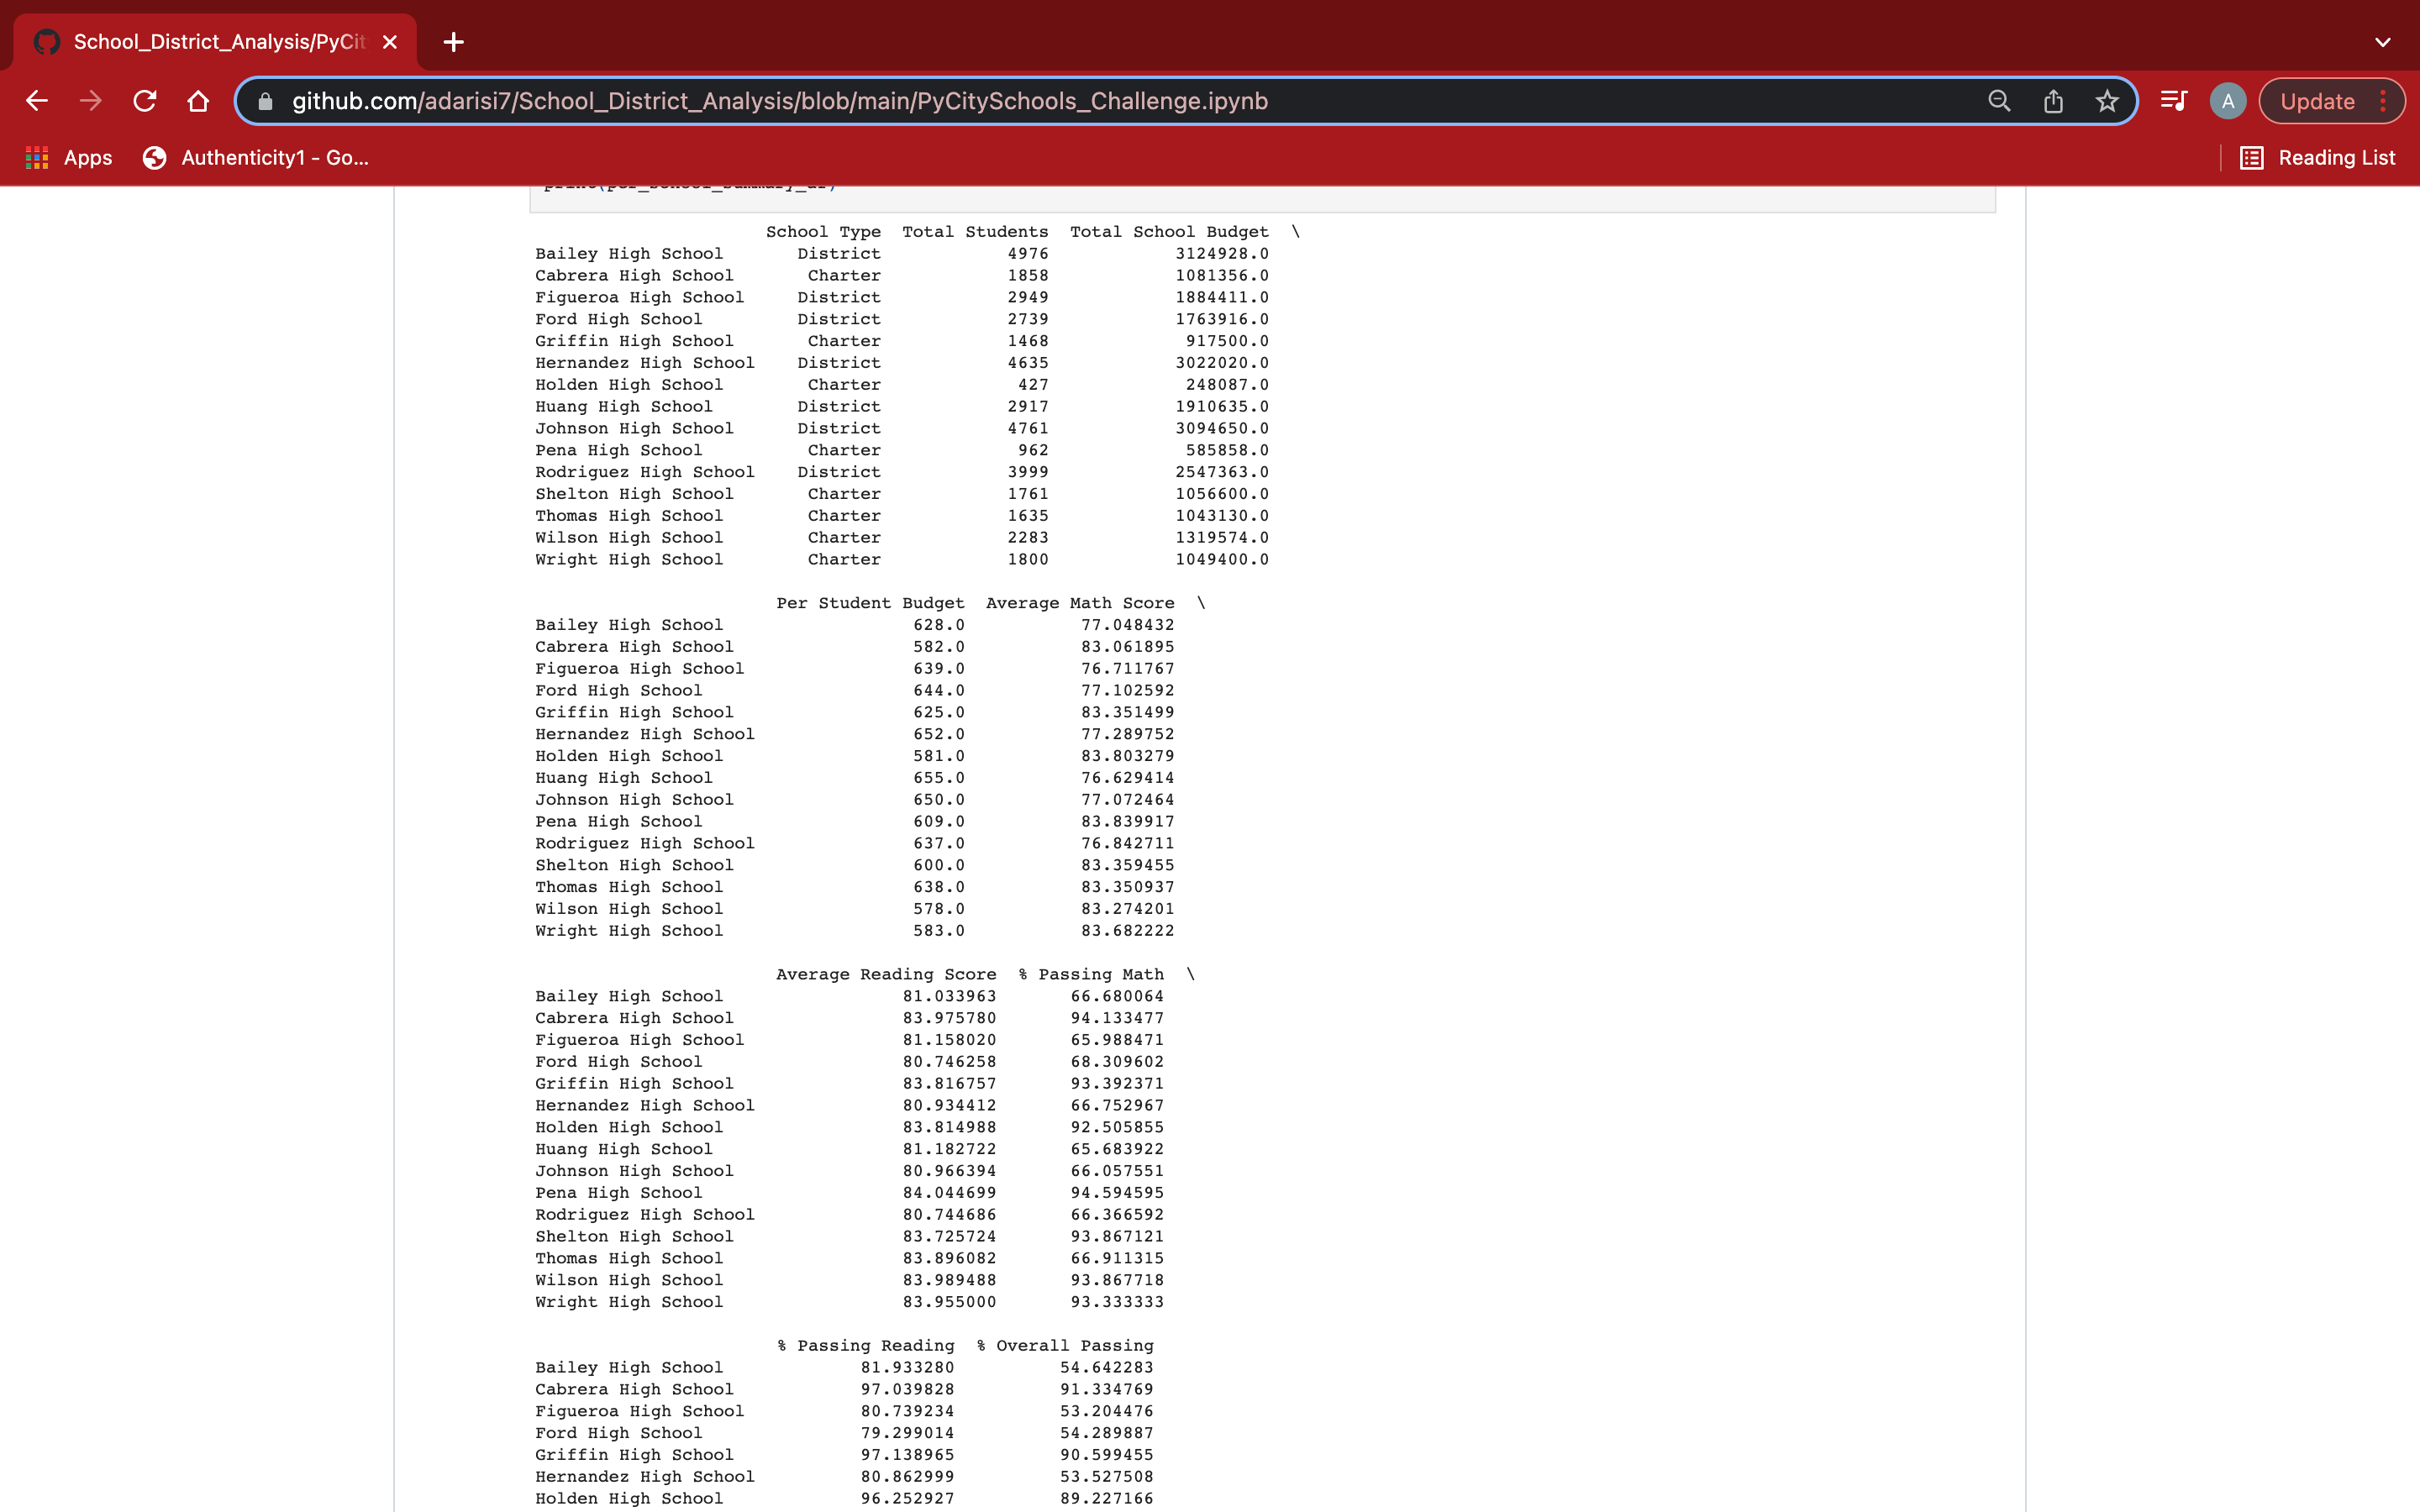 School_District_Analysis/PyCit
github.com/adarisi7/School_District_Analysis/blob/main/PyCitySchools_Challenge.ipynb
A
Update
Apps
Authenticity1 - Go...
Reading List
print(per_school_summary_df)
School Type  Total Students  Total School Budget  \
Bailey High School District 4976 3124928.0
Cabrera High School Charter 1858 1081356.0
Figueroa High School District 2949 1884411.0
Ford High School District 2739 1763916.0
Griffin High School Charter 1468 917500.0
Hernandez High School District 4635 3022020.0
Holden High School Charter 427 248087.0
Huang High School District 2917 1910635.0
Johnson High School District 4761 3094650.0
Pena High School Charter 962 585858.0
Rodriguez High School District 3999 2547363.0
Shelton High School Charter 1761 1056600.0
Thomas High School Charter 1635 1043130.0
Wilson High School Charter 2283 1319574.0
Wright High School Charter 1800 1049400.0
Per Student Budget  Average Math Score  \
Bailey High School 628.0 77.048432
Cabrera High School 582.0 83.061895
Figueroa High School 639.0 76.711767
Ford High School 644.0 77.102592
Griffin High School 625.0 83.351499
Hernandez High School 652.0 77.289752
Holden High School 581.0 83.803279
Huang High School 655.0 76.629414
Johnson High School 650.0 77.072464
Pena High School 609.0 83.839917
Rodriguez High School 637.0 76.842711
Shelton High School 600.0 83.359455
Thomas High School 638.0 83.350937
Wilson High School 578.0 83.274201
Wright High School 583.0 83.682222
Average Reading Score  % Passing Math  \
Bailey High School 81.033963 66.680064
Cabrera High School 83.975780 94.133477
Figueroa High School 81.158020 65.988471
Ford High School 80.746258 68.309602
Griffin High School 83.816757 93.392371
Hernandez High School 80.934412 66.752967
Holden High School 83.814988 92.505855
Huang High School 81.182722 65.683922
Johnson High School 80.966394 66.057551
Pena High School 84.044699 94.594595
Rodriguez High School 80.744686 66.366592
Shelton High School 83.725724 93.867121
Thomas High School 83.896082 66.911315
Wilson High School 83.989488 93.867718
Wright High School 83.955000 93.333333
% Passing Reading  % Overall Passing
Bailey High School 81.933280 54.642283
Cabrera High School 97.039828 91.334769
Figueroa High School 80.739234 53.204476
Ford High School 79.299014 54.289887
Griffin High School 97.138965 90.599455
Hernandez High School 80.862999 53.527508
Holden High School 96.252927 89.227166